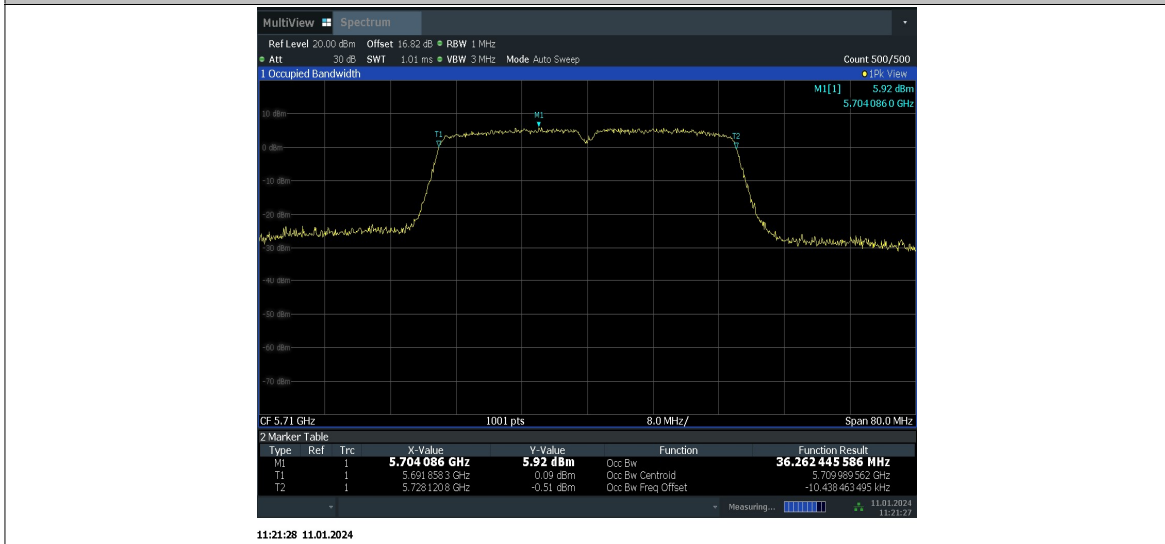 MultiView Spectrum
Ref Level 20.00 dBm Offset 16.82 dB RBW 1 MHz
Att 30 dB SWT 1.01 ms VBW 3 MHz Mode Auto Sweep Count 500/500
1 Occupied Bandwidth 1Pk View
M1[1] 5.92 dBm
5.704 086 0 GHz
10 dBm
M1
T1
T2
0 dBm
-10 dBm
-20 dBm
-30 dBm
-40 dBm
-50 dBm
-60 dBm
-70 dBm
CF 5.71 GHz 1001 pts 8.0 MHz/ Span 80.0 MHz
2 Marker Table
Type Ref Trc X-Value Y-Value Function Function Result
M1 1 5.704 086 GHz 5.92 dBm Occ Bw 36.262 445 586 MHz
T1 1 5.691 858 3 GHz 0.09 dBm Occ Bw Centroid 5.709 989 562 GHz
T2 1 5.728 120 8 GHz -0.51 dBm Occ Bw Freq Offset -10.438 463 495 kHz
Measuring... 11.01.2024
11:21:27
11:21:28 11.01.2024